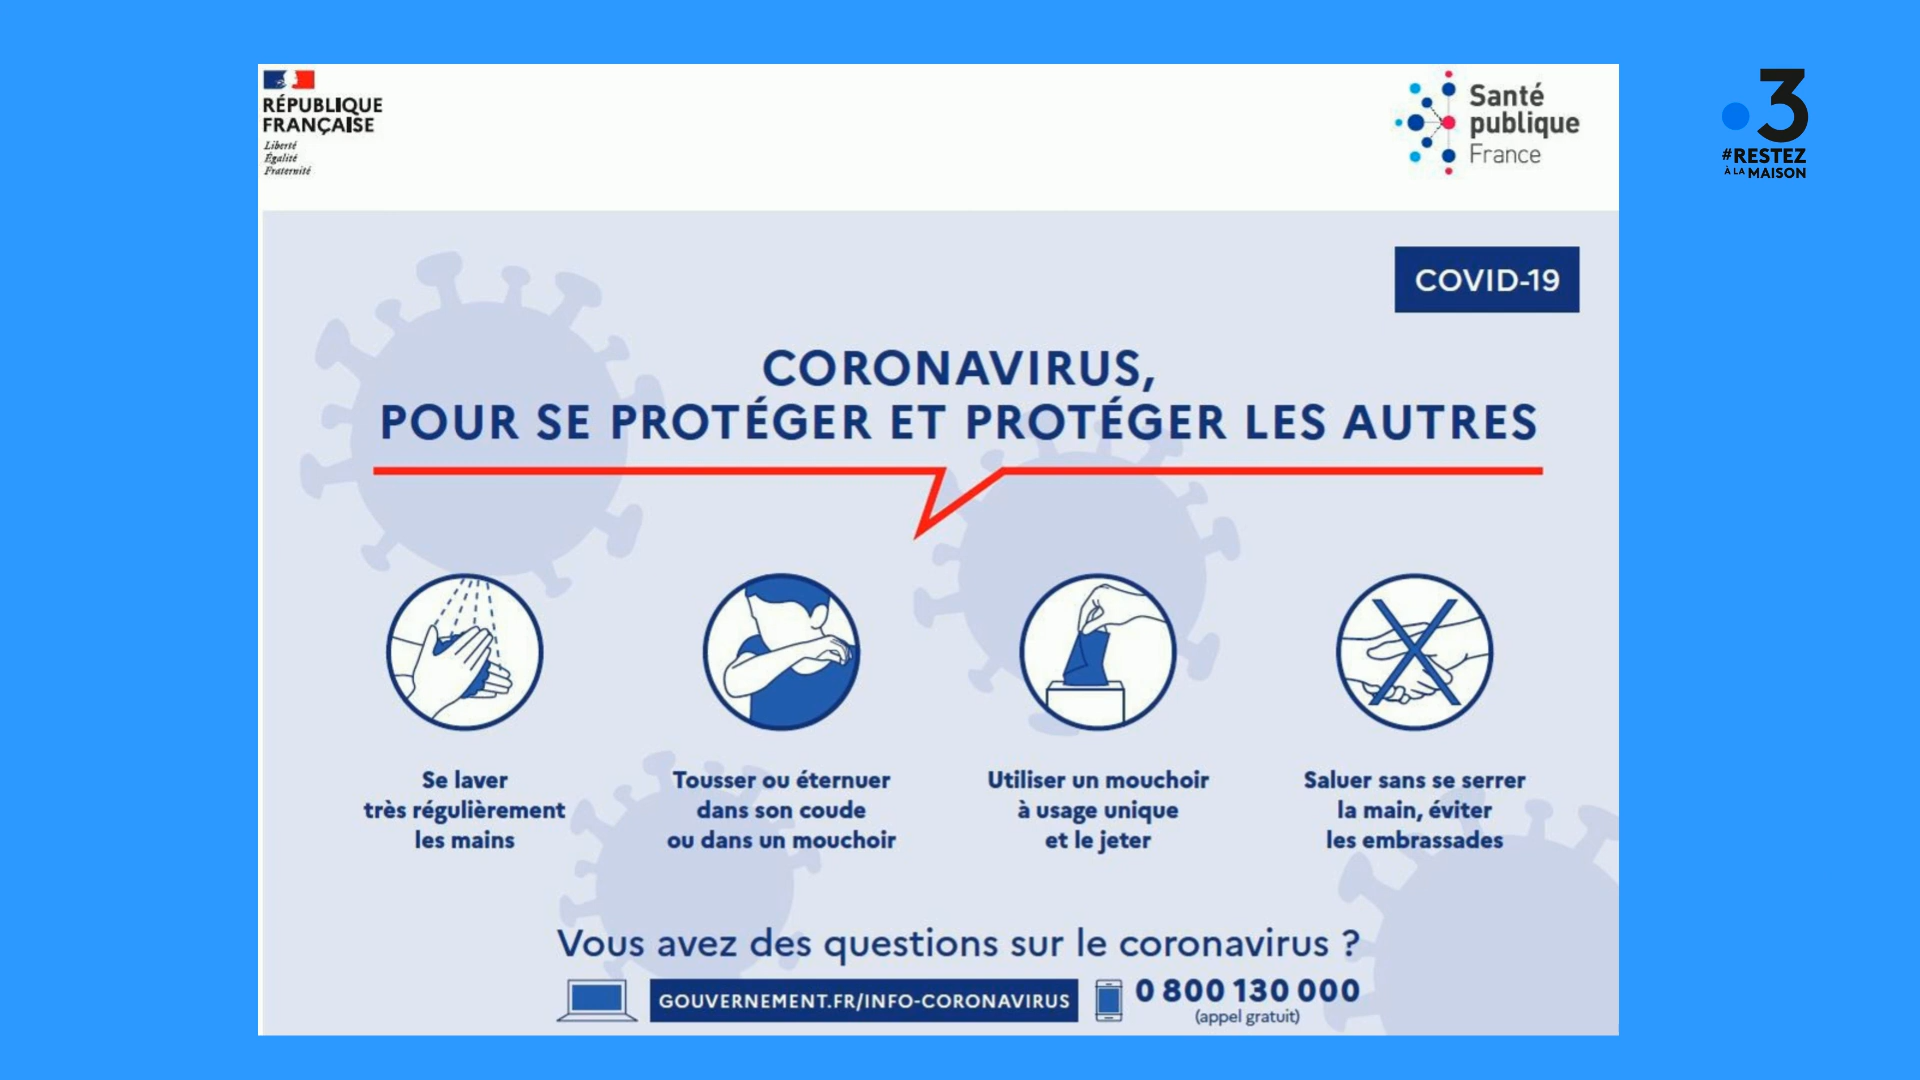 RÉPUBLIQUE
FRANÇAISE
Liberté
Égalité
Fraternité
Santé
publique
France
3
#RESTEZ
À LA MAISON
COVID-19
CORONAVIRUS,
POUR SE PROTÉGER ET PROTÉGER LES AUTRES
Se laver
très régulièrement
les mains
Tousser ou éternuer
dans son coude
ou dans un mouchoir
Utiliser un mouchoir
à usage unique
et le jeter
Saluer sans se serrer
la main, éviter
les embrassades
Vous avez des questions sur le coronavirus ?
GOUVERNEMENT.FR/INFO-CORONAVIRUS
0 800 130 000
(appel gratuit)